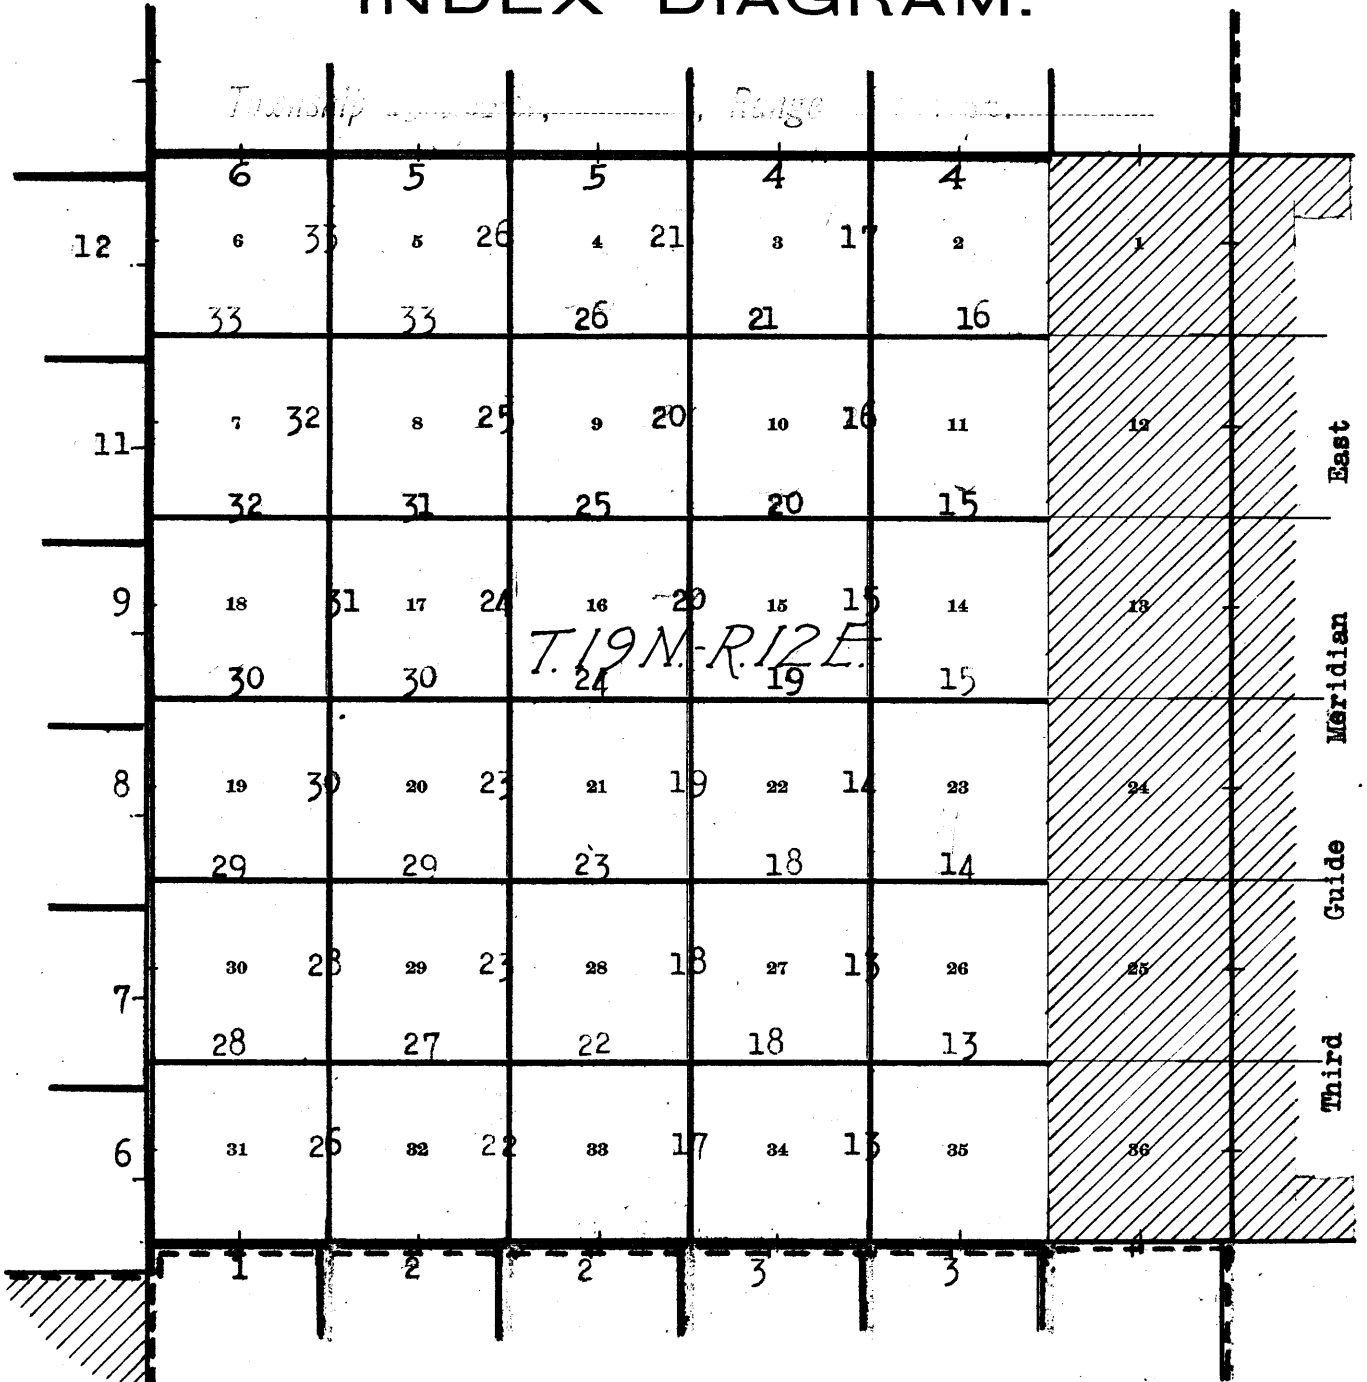 INDEX DIAGRAM.
Township , Range
6 5 5 4 4
12 6 33 5 26 4 21 3 17 2 1
33 33 26 21 16
11 7 32 8 25 9 20 10 16 11 12
32 31 25 20 15
9 18 31 17 24 16 20 15 15 14 13
T.19N.-R.12E.
30 30 24 19 15
8 19 30 20 23 21 19 22 14 23 24
29 29 23 18 14
7 30 28 29 23 28 18 27 13 26 25
28 27 22 18 13
6 31 26 32 22 33 17 34 13 35 36
1 2 2 3 3
Third Guide Meridian East